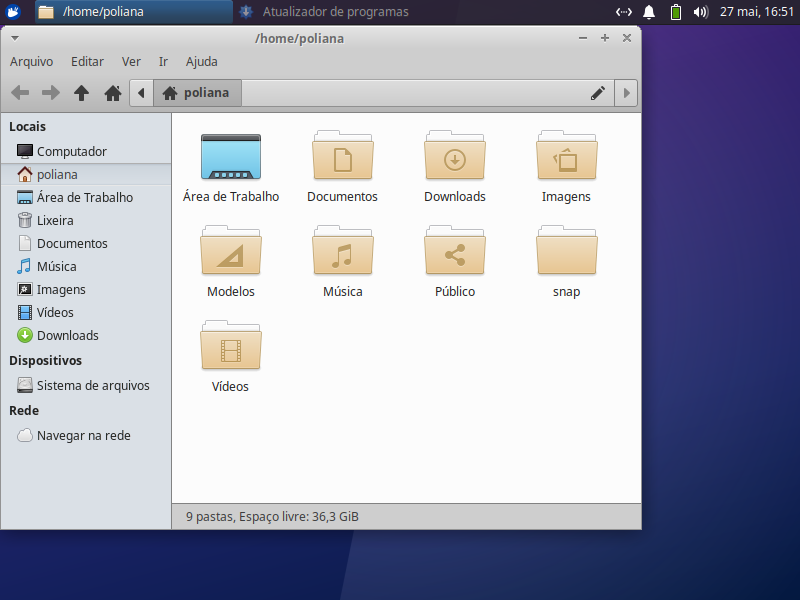 /home/poliana
Atualizador de programas
27 mai, 16:51
/home/poliana
Arquivo Editar Ver Ir Ajuda
poliana
Locais
Computador
poliana
Área de Trabalho
Lixeira
Documentos
Música
Imagens
Vídeos
Downloads
Dispositivos
Sistema de arquivos
Rede
Navegar na rede
Área de Trabalho
Documentos
Downloads
Imagens
Modelos
Música
Público
snap
Vídeos
9 pastas, Espaço livre: 36,3 GiB